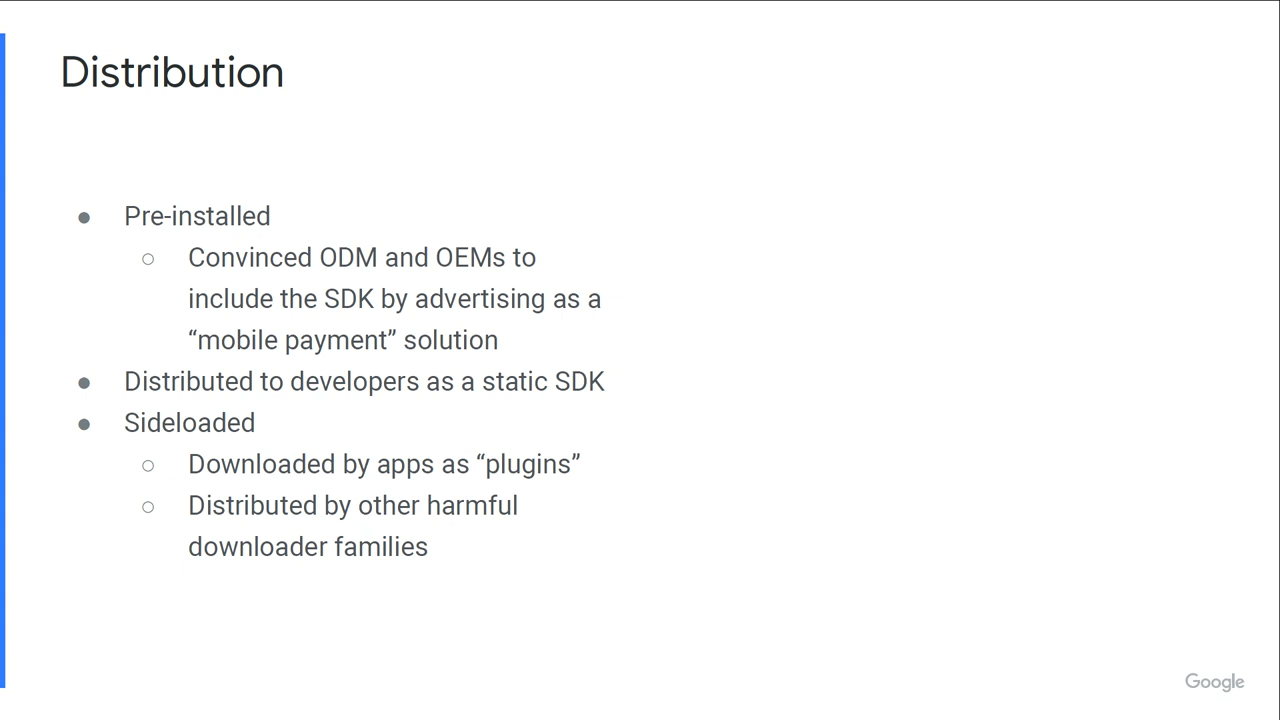 Distribution
● Pre-installed
○ Convinced ODM and OEMs to
include the SDK by advertising as a
“mobile payment” solution
● Distributed to developers as a static SDK
● Sideloaded
○ Downloaded by apps as “plugins”
○ Distributed by other harmful
downloader families
Google